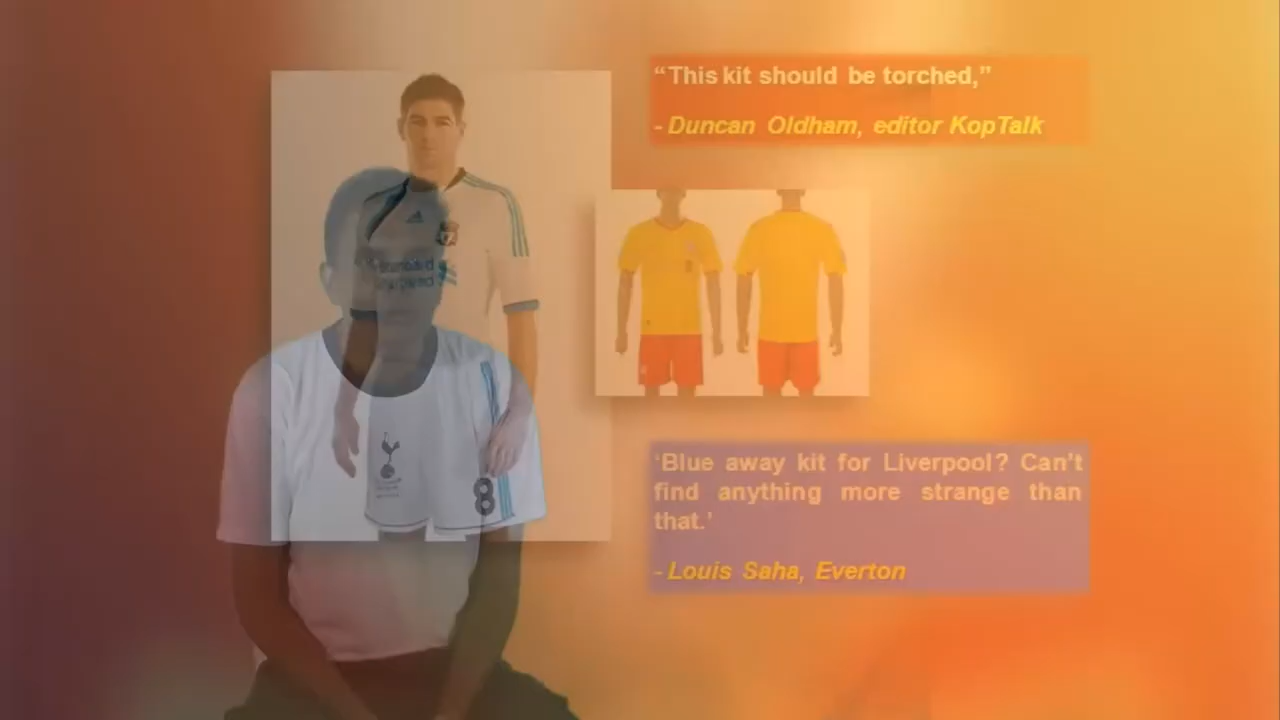 “This kit should be torched,”
- Duncan Oldham, editor KopTalk
‘Blue away kit for Liverpool? Can’t
find anything more strange than
that.’
- Louis Saha, Everton
8